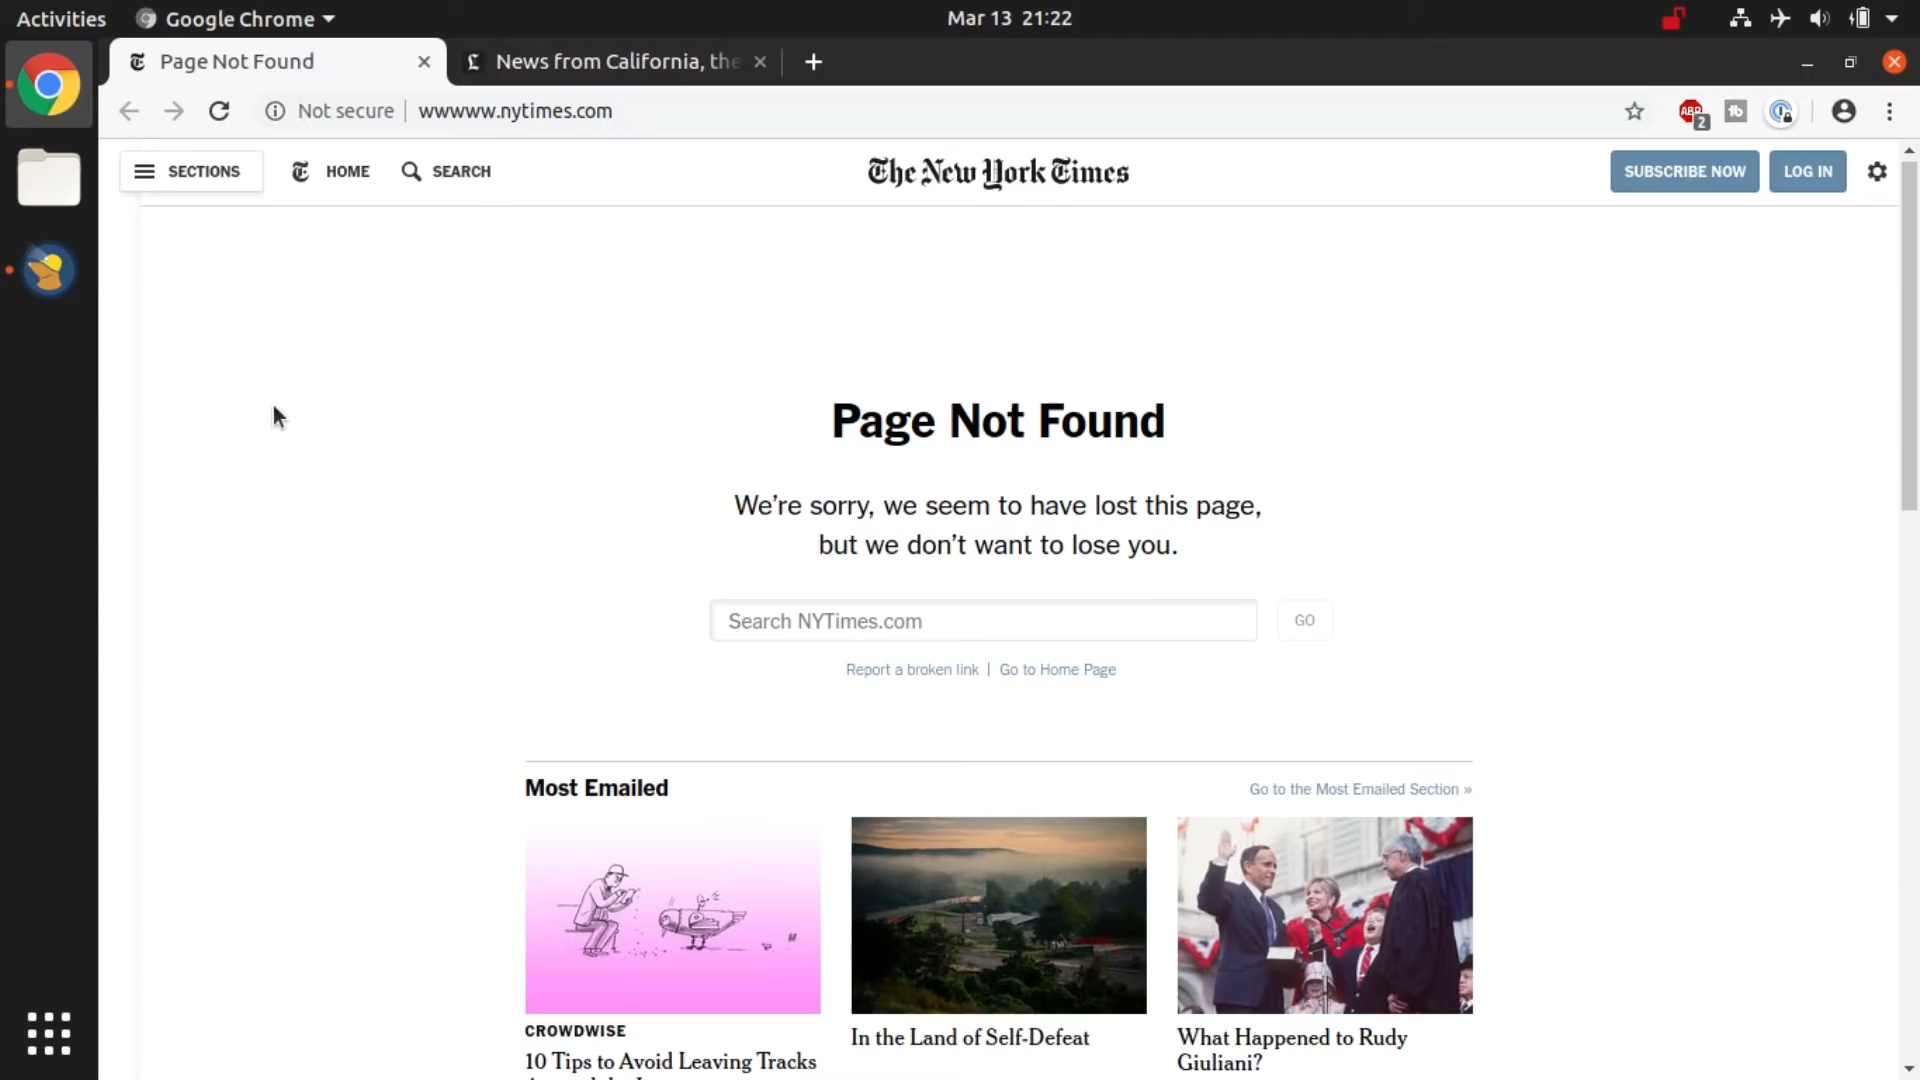 Activities
Google Chrome
Mar 13 21:22
Page Not Found
News from California, the
Not secure
wwwww.nytimes.com
ABP
2
tb
SECTIONS
HOME
SEARCH
The New York Times
SUBSCRIBE NOW
LOG IN
Page Not Found
We're sorry, we seem to have lost this page,
but we don't want to lose you.
Search NYTimes.com
GO
Report a broken link | Go to Home Page
Most Emailed
Go to the Most Emailed Section »
CROWDWISE
10 Tips to Avoid Leaving Tracks
In the Land of Self-Defeat
What Happened to Rudy
Giuliani?